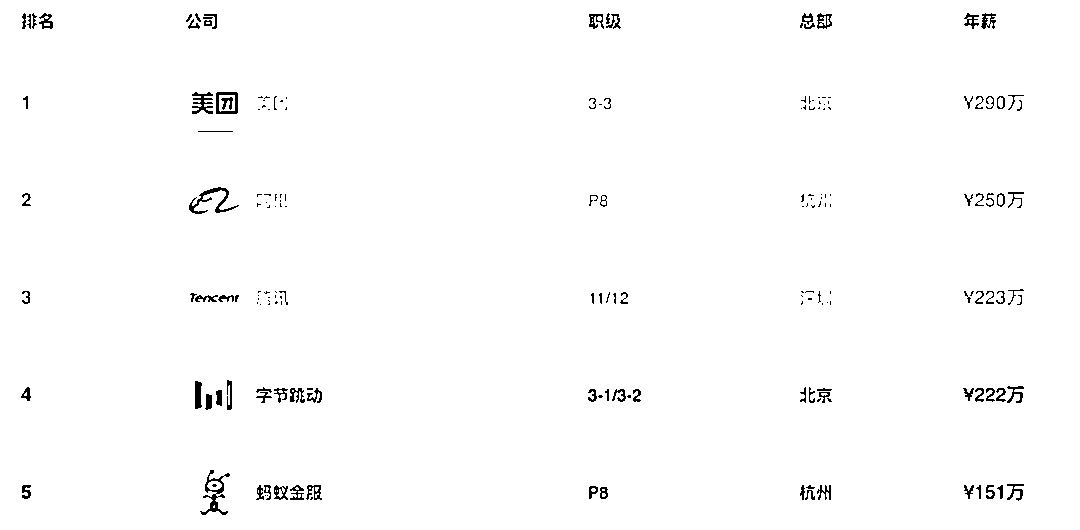 排名 公司 职级 总部 年薪
1 美团 美团 3-3 北京 ¥290万
2 阿里 P8 杭州 ¥250万
3 Tencent 腾讯 11/12 深圳 ¥223万
4 字节跳动 3-1/3-2 北京 ¥222万
5 蚂蚁金服 P8 杭州 ¥151万